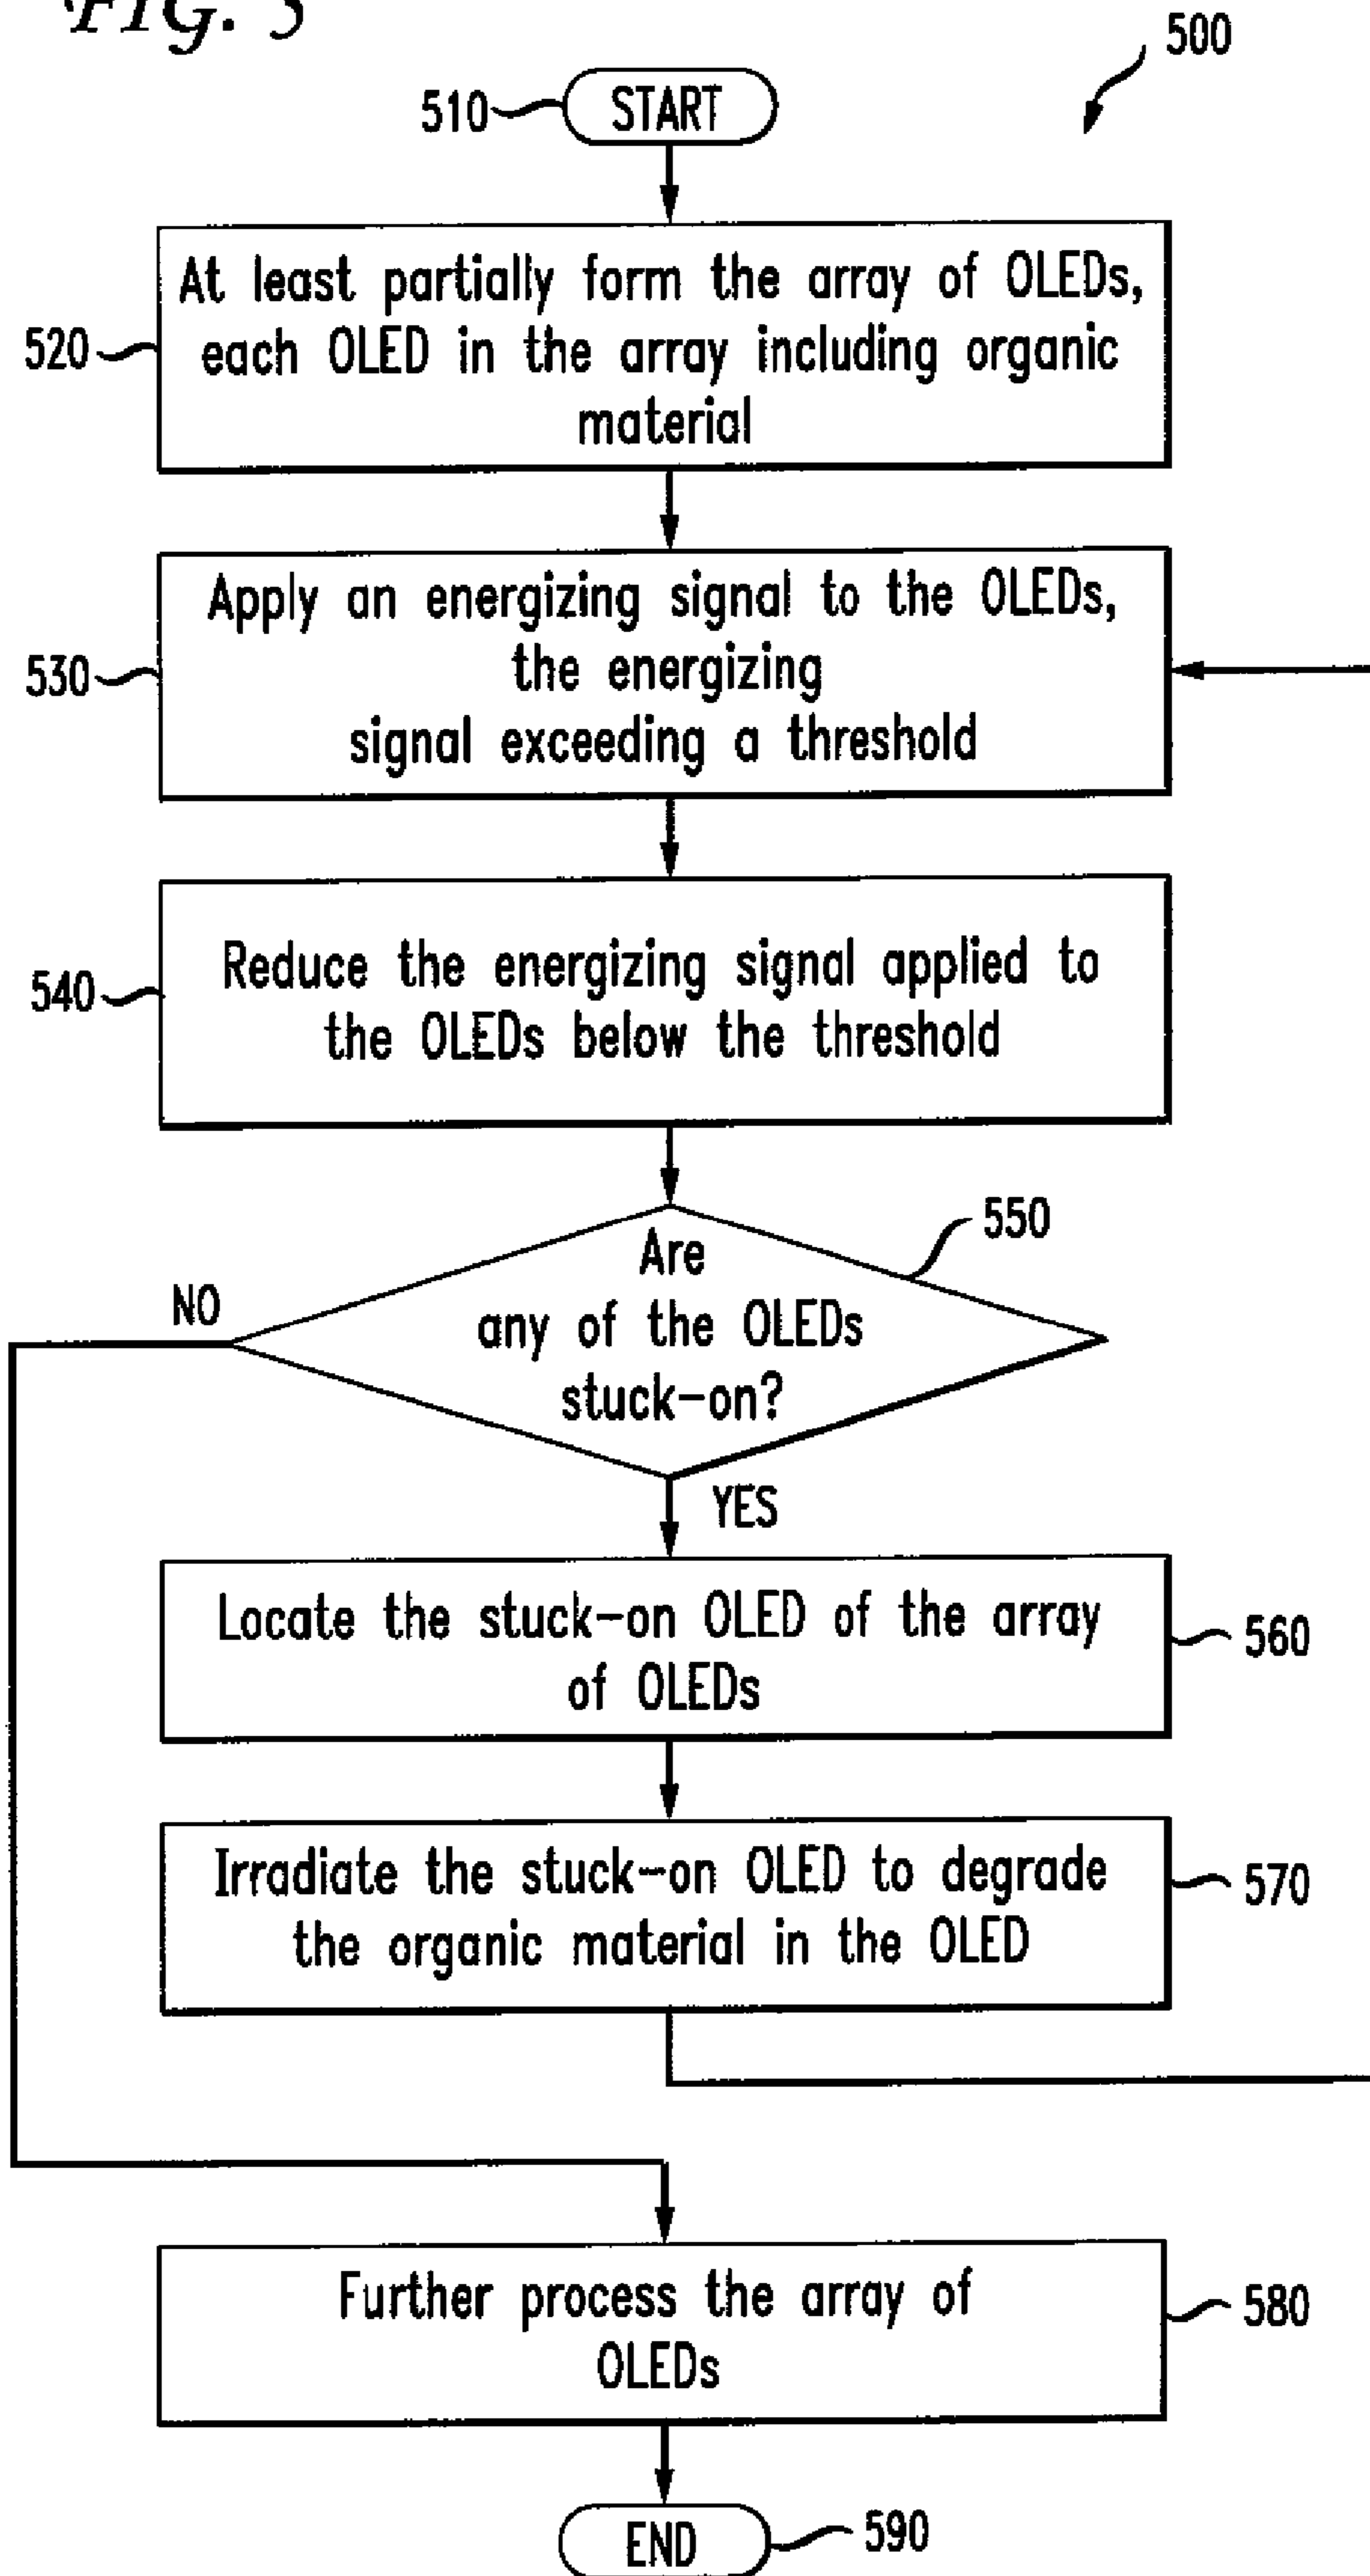 FIG. 5
500
510
START
At least partially form the array of OLEDs,
each OLED in the array including organic
material
520
Apply an energizing signal to the OLEDs,
the energizing
signal exceeding a threshold
530
Reduce the energizing signal applied to
the OLEDs below the threshold
540
550
Are
any of the OLEDs
stuck-on?
NO
YES
Locate the stuck-on OLED of the array
of OLEDs
560
Irradiate the stuck-on OLED to degrade
the organic material in the OLED
570
Further process the array of
OLEDs
580
END
590